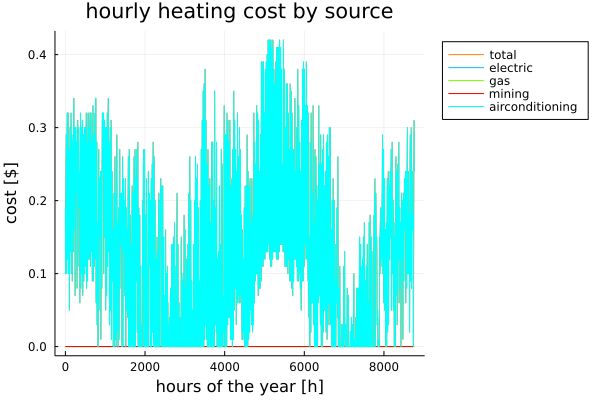 hourly heating cost by source
total
electric
gas
mining
airconditioning
cost [$]
0.4
0.3
0.2
0.1
0.0
0 2000 4000 6000 8000
hours of the year [h]